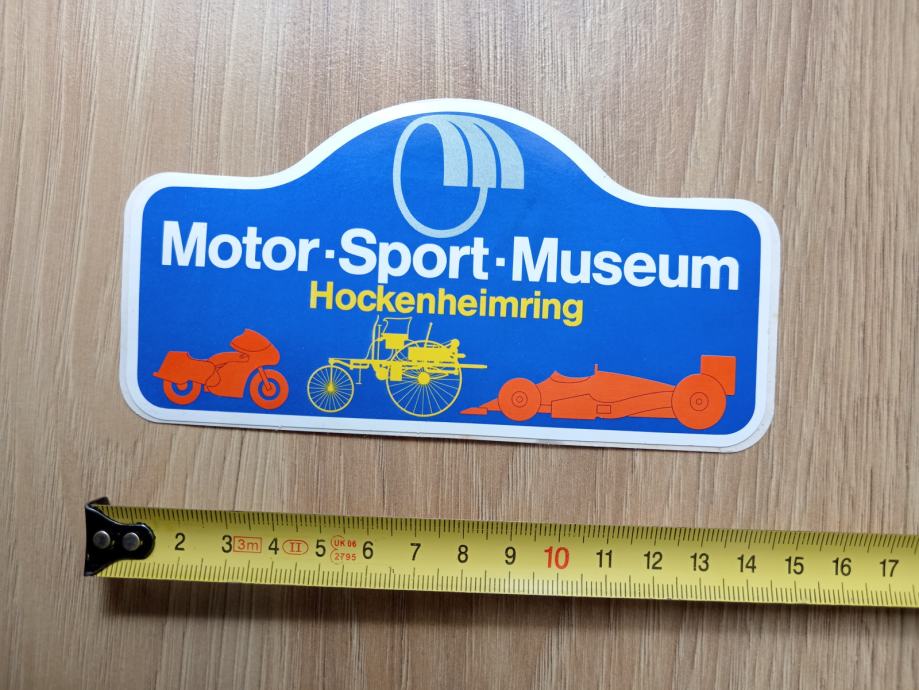 Motor·Sport·Museum
Hockenheimring
2 3 3m 4 II 5 UK 06 2795 6 7 8 9 10 11 12 13 14 15 16 17